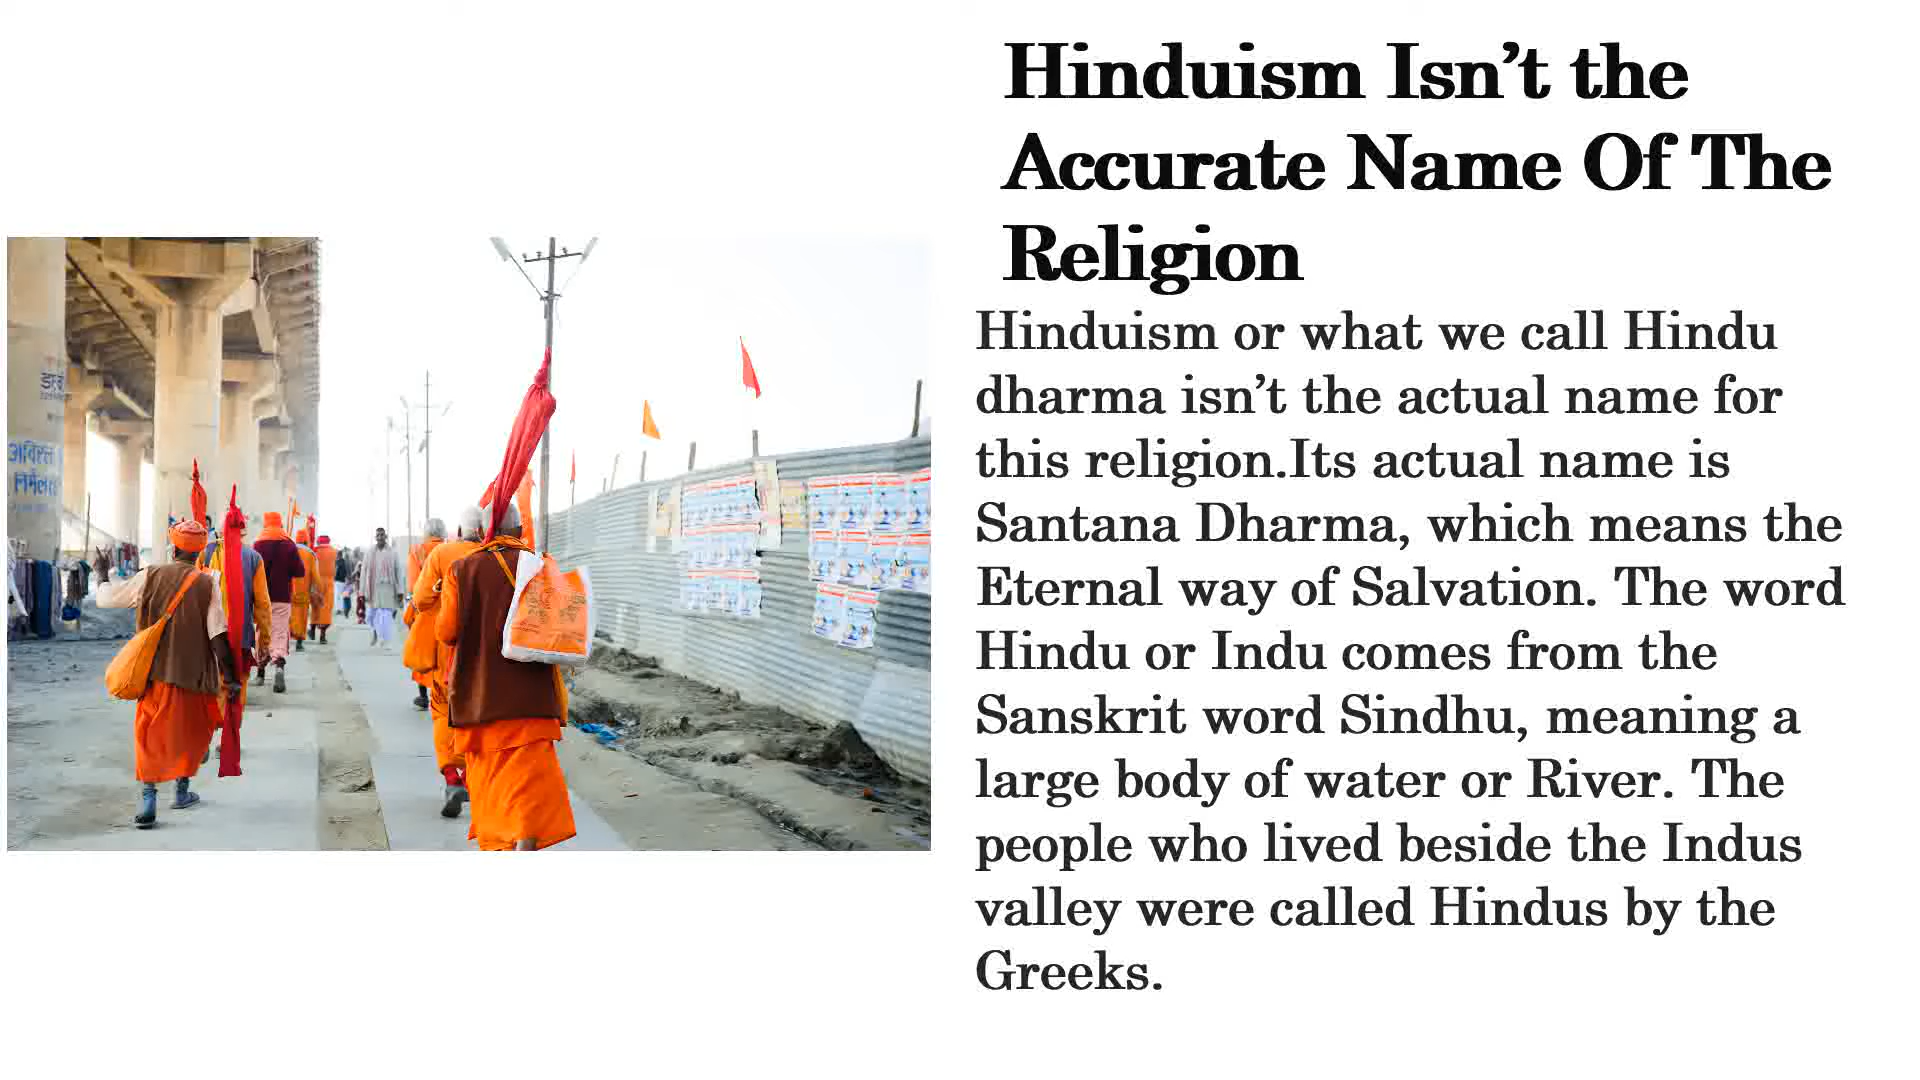 Hinduism Isn’t the
Accurate Name Of The
Religion
Hinduism or what we call Hindu
dharma isn’t the actual name for
this religion.Its actual name is
Santana Dharma, which means the
Eternal way of Salvation. The word
Hindu or Indu comes from the
Sanskrit word Sindhu, meaning a
large body of water or River. The
people who lived beside the Indus
valley were called Hindus by the
Greeks.
अविरल
निर्मल